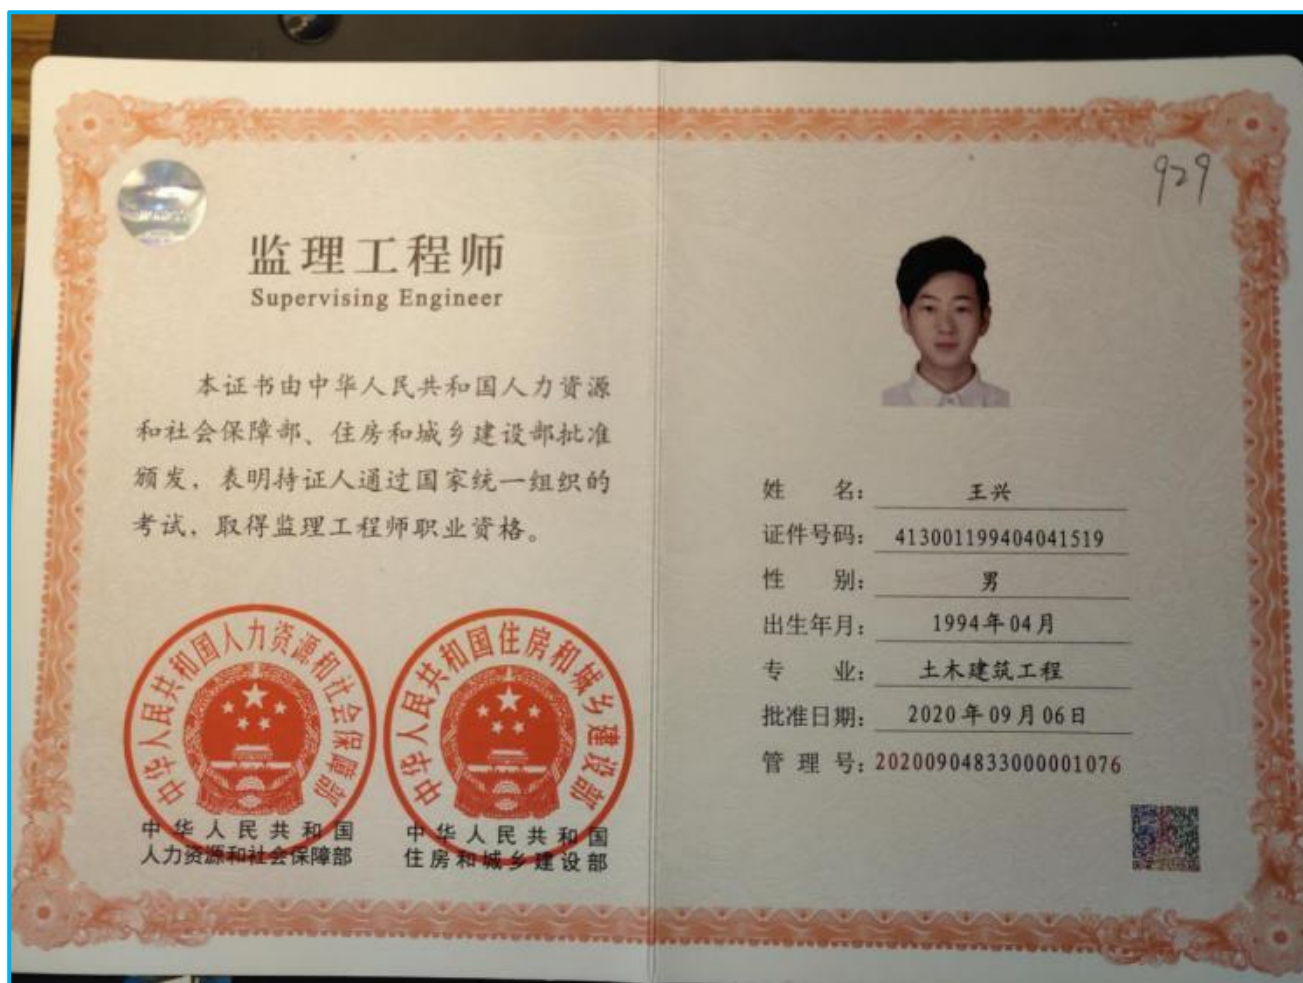 监理工程师
Supervising Engineer
本证书由中华人民共和国人力资源
和社会保障部、住房和城乡建设部批准
颁发，表明持证人通过国家统一组织的
考试，取得监理工程师职业资格。
中华人民共和国人力资源和社会保障部
中华人民共和国
人力资源和社会保障部
中华人民共和国住房和城乡建设部
中华人民共和国
住房和城乡建设部
929
姓 名：王兴
证件号码：413001199404041519
性 别：男
出生年月：1994年04月
专 业：土木建筑工程
批准日期：2020年09月06日
管 理 号：20200904833000001076